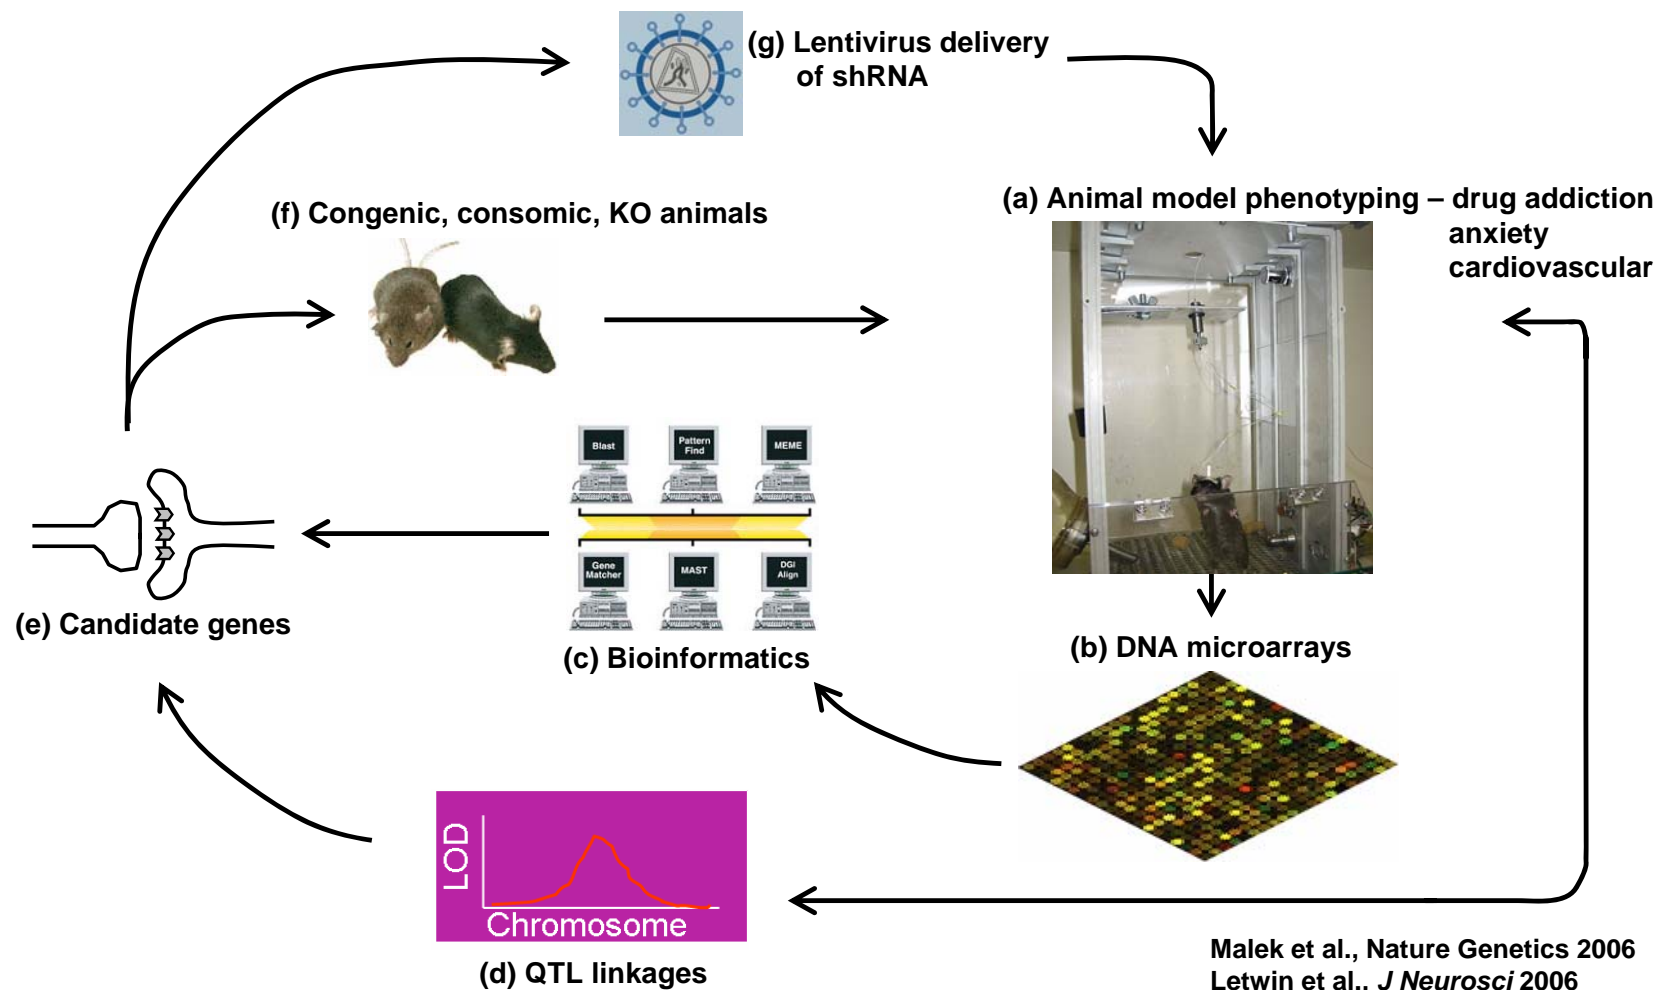 (g) Lentivirus delivery
of shRNA
(a) Animal model phenotyping – drug addiction
anxiety
cardiovascular
(f) Congenic, consomic, KO animals
Blast
Pattern
Find
MEME
Gene
Matcher
MAST
DGI
Align
(e) Candidate genes
(c) Bioinformatics
(b) DNA microarrays
LOD
Chromosome
(d) QTL linkages
Malek et al., Nature Genetics 2006
Letwin et al., J Neurosci 2006